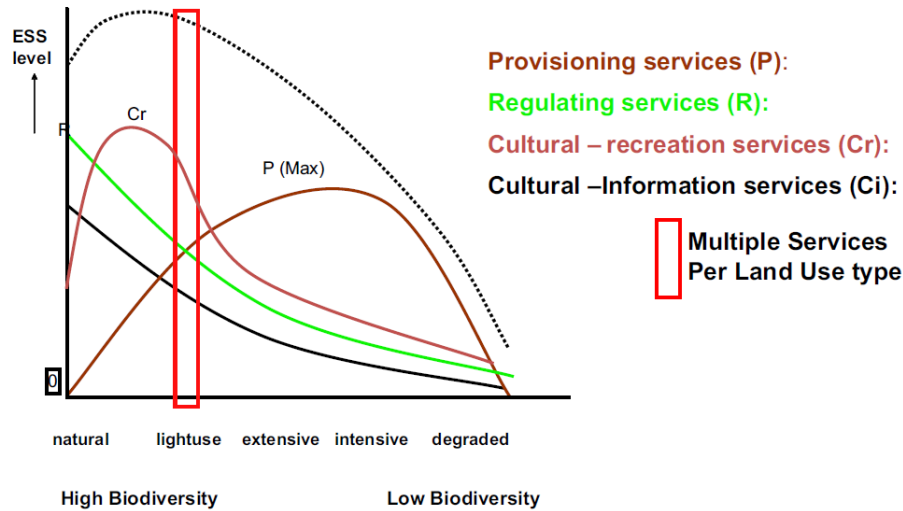 ESS
level
R
Cr
P (Max)
0
natural lightuse extensive intensive degraded
High Biodiversity Low Biodiversity
Provisioning services (P):
Regulating services (R):
Cultural – recreation services (Cr):
Cultural –Information services (Ci):
Multiple Services
Per Land Use type